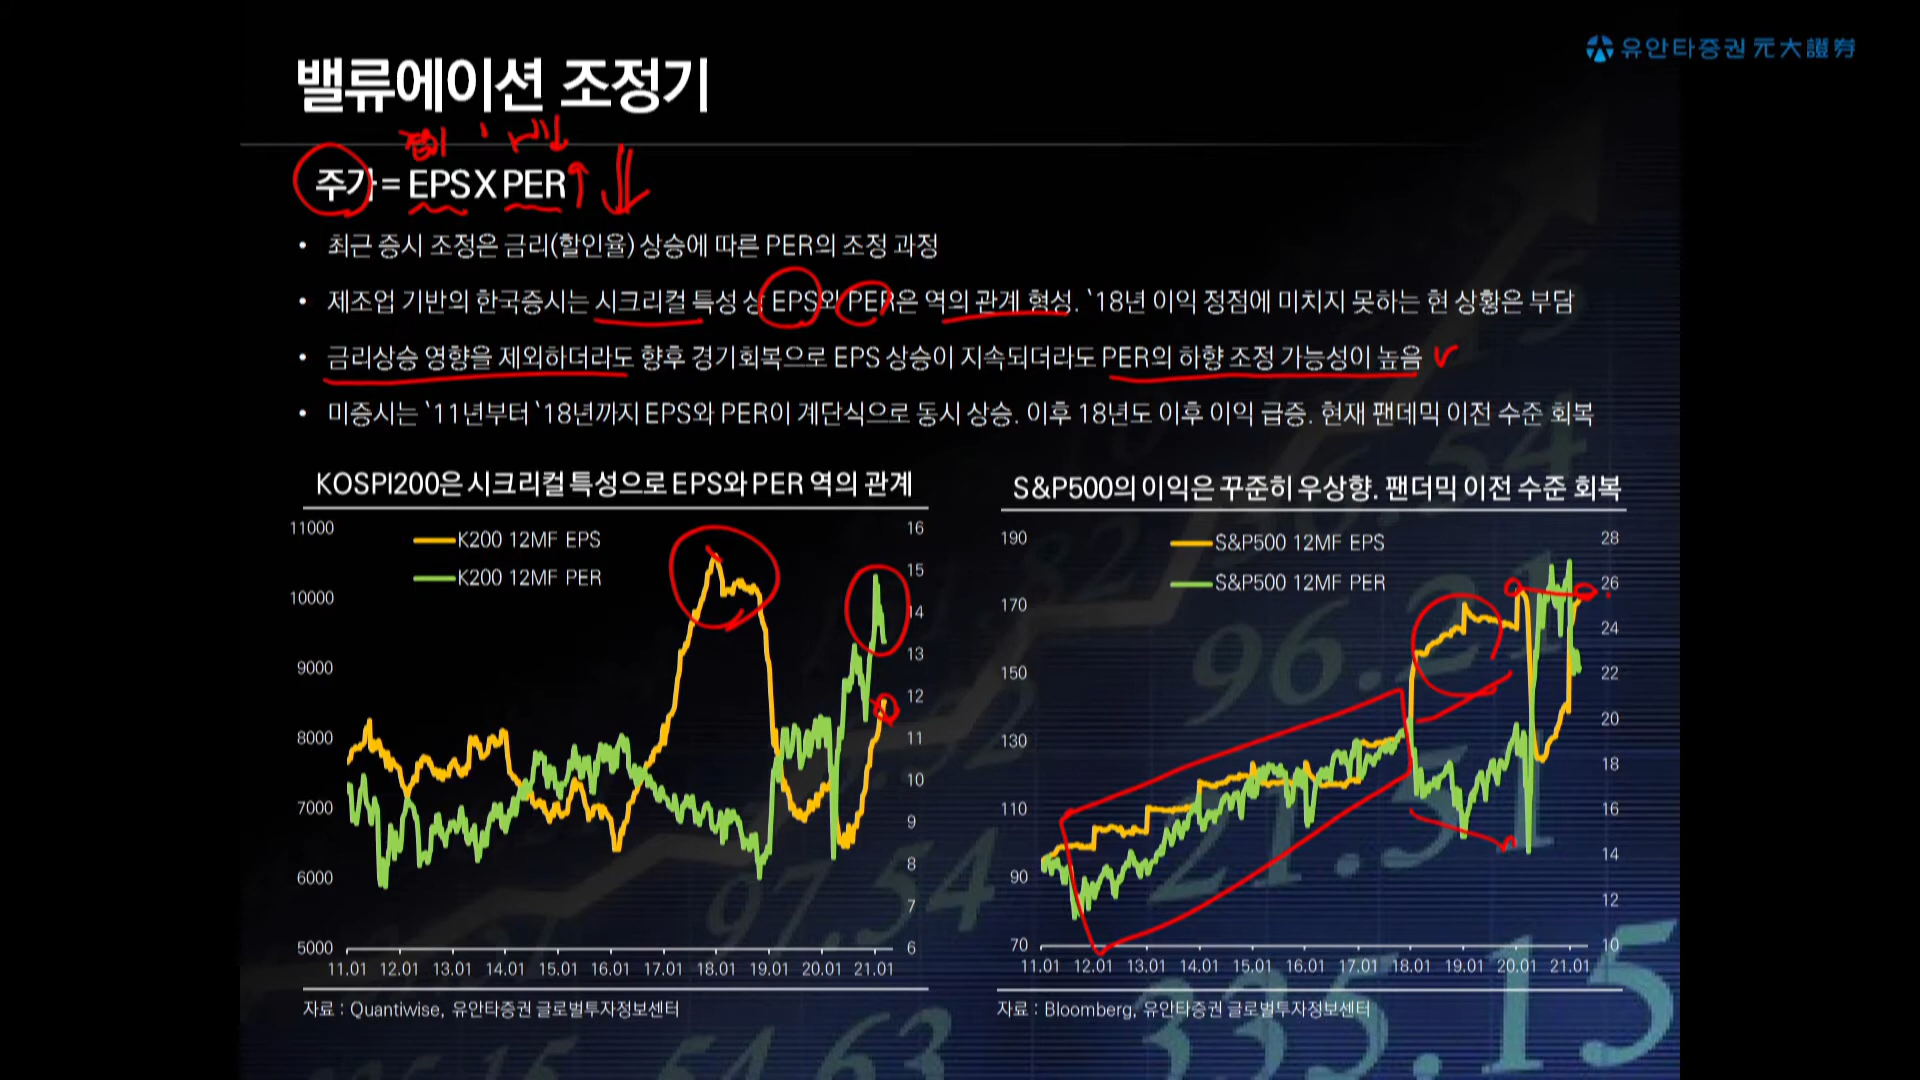 유안타증권 元大證券
밸류에이션 조정기
주가 = EPS X PER
• 최근 증시 조정은 금리(할인율) 상승에 따른 PER의 조정 과정
• 제조업 기반의 한국증시는 시크리컬 특성 상 EPS와 PER은 역의 관계 형성. `18년 이익 정점에 미치지 못하는 현 상황은 부담
• 금리상승 영향을 제외하더라도 향후 경기회복으로 EPS 상승이 지속되더라도 PER의 하향 조정 가능성이 높음
• 미증시는 `11년부터 `18년까지 EPS와 PER이 계단식으로 동시 상승. 이후 18년도 이후 이익 급증. 현재 팬데믹 이전 수준 회복
KOSPI200은 시크리컬 특성으로 EPS와 PER 역의 관계
11000
10000
9000
8000
7000
6000
5000
K200 12MF EPS
K200 12MF PER
16
15
14
13
12
11
10
9
8
7
6
11.01 12.01 13.01 14.01 15.01 16.01 17.01 18.01 19.01 20.01 21.01
자료 : Quantiwise, 유안타증권 글로벌투자정보센터
S&P500의 이익은 꾸준히 우상향. 팬더믹 이전 수준 회복
190
170
150
130
110
90
70
S&P500 12MF EPS
S&P500 12MF PER
28
26
24
22
20
18
16
14
12
10
11.01 12.01 13.01 14.01 15.01 16.01 17.01 18.01 19.01 20.01 21.01
자료 : Bloomberg, 유안타증권 글로벌투자정보센터
96.21
21.51
97.54
335.15